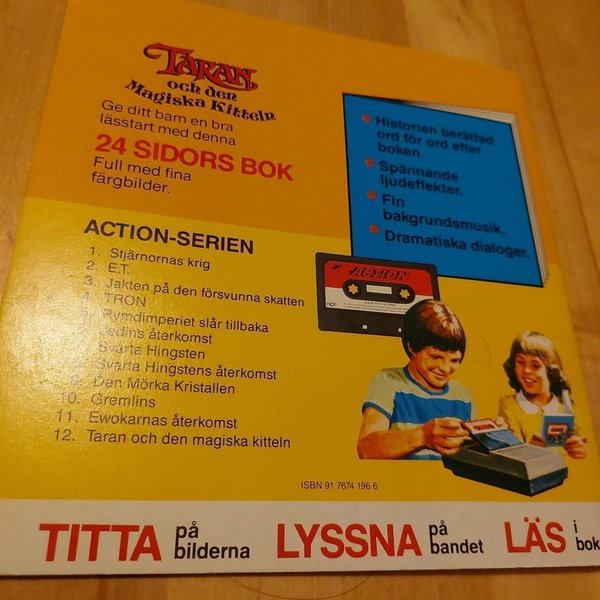 TARAN
och den
Magiska Kitteln
Ge ditt barn en bra
lässtart med denna
24 SIDORS BOK
Full med fina
färgbilder.
Historien berättad
ord för ord efter
boken.
Spännande
ljudeffekter.
Fin
bakgrundsmusik.
Dramatiska dialoger.
ACTION-SERIEN
1. Stjärnornas krig
2. E.T.
3. Jakten på den försvunna skatten
4. TRON
Rymdimperiet slår tillbaka
Jedins återkomst
Svarta Hingsten
Svarta Hingstens återkomst
9. Den Mörka Kristallen
10. Gremlins
11. Ewokarnas återkomst
12. Taran och den magiska kitteln
ACTION
ISBN 91 7674 196 6
TITTA på bilderna LYSSNA på bandet LÄS i bok